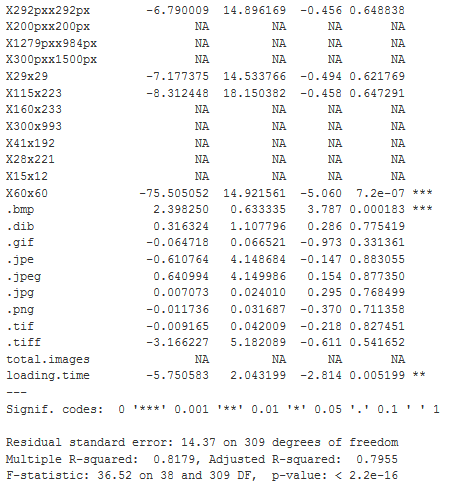 X292pxx292px -6.790009 14.896169 -0.456 0.648838
X200pxx200px NA NA NA NA
X1279pxx984px NA NA NA NA
X300pxx1500px NA NA NA NA
X29x29 -7.177375 14.533766 -0.494 0.621769
X115x223 -8.312448 18.150382 -0.458 0.647291
X160x233 NA NA NA NA
X300x993 NA NA NA NA
X41x192 NA NA NA NA
X28x221 NA NA NA NA
X15x12 NA NA NA NA
X60x60 -75.505052 14.921561 -5.060 7.2e-07 ***
.bmp 2.398250 0.633335 3.787 0.000183 ***
.dib 0.316324 1.107796 0.286 0.775419
.gif -0.064718 0.066521 -0.973 0.331361
.jpe -0.610764 4.148684 -0.147 0.883055
.jpeg 0.640994 4.149986 0.154 0.877350
.jpg 0.007073 0.024010 0.295 0.768499
.png -0.011736 0.031687 -0.370 0.711358
.tif -0.009165 0.042009 -0.218 0.827451
.tiff -3.166227 5.182089 -0.611 0.541652
total.images NA NA NA NA
loading.time -5.750583 2.043199 -2.814 0.005199 **
---
Signif. codes: 0 '***' 0.001 '**' 0.01 '*' 0.05 '.' 0.1 ' ' 1
Residual standard error: 14.37 on 309 degrees of freedom
Multiple R-squared: 0.8179, Adjusted R-squared: 0.7955
F-statistic: 36.52 on 38 and 309 DF, p-value: < 2.2e-16